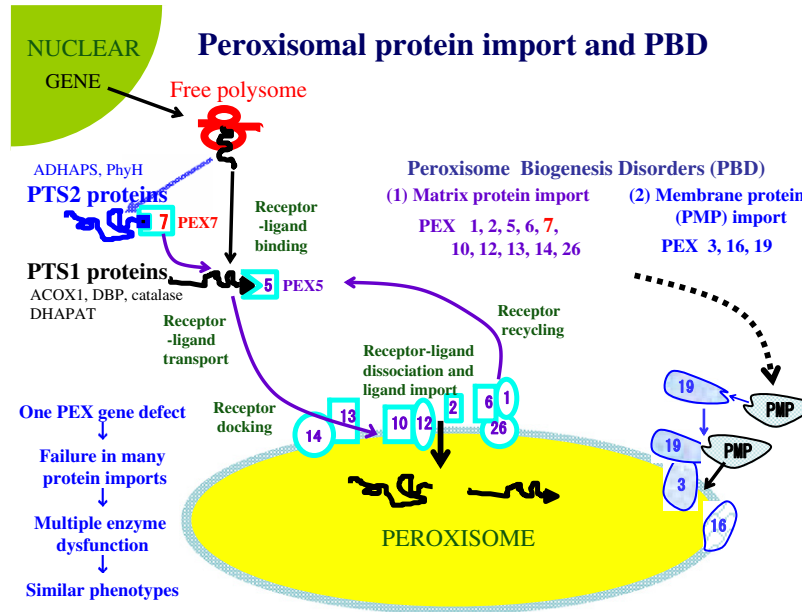 Peroxisomal protein import and PBD
NUCLEAR
GENE
Free polysome
ADHAPS, PhyH
PTS2 proteins
7
PEX7
Receptor
-ligand
binding
PTS1 proteins
5
PEX5
ACOX1, DBP, catalase
DHAPAT
Peroxisome Biogenesis Disorders (PBD)
(1) Matrix protein import
PEX 1, 2, 5, 6, 7,
10, 12, 13, 14, 26
(2) Membrane protein
(PMP) import
PEX 3, 16, 19
Receptor
-ligand
transport
Receptor
recycling
Receptor-ligand
dissociation and
ligand import
Receptor
docking
14
13
10
12
2
6
1
26
19
PMP
19
PMP
3
16
One PEX gene defect
Failure in many
protein imports
Multiple enzyme
dysfunction
Similar phenotypes
PEROXISOME